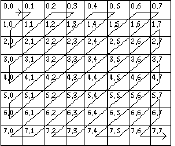 0,0 0,1 0,2 0,3 0,4 0,5 0,6 0,7
1,0 1,1 1,2 1,3 1,4 1,5 1,6 1,7
2,0 2,1 2,2 2,3 2,4 2,5 2,6 2,7
3,0 3,1 3,2 3,3 3,4 3,5 3,6 3,7
4,0 4,1 4,2 4,3 4,4 4,5 4,6 4,7
5,0 5,1 5,2 5,3 5,4 5,5 5,6 5,7
6,0 6,1 6,2 6,3 6,4 6,5 6,6 6,7
7,0 7,1 7,2 7,3 7,4 7,5 7,6 7,7